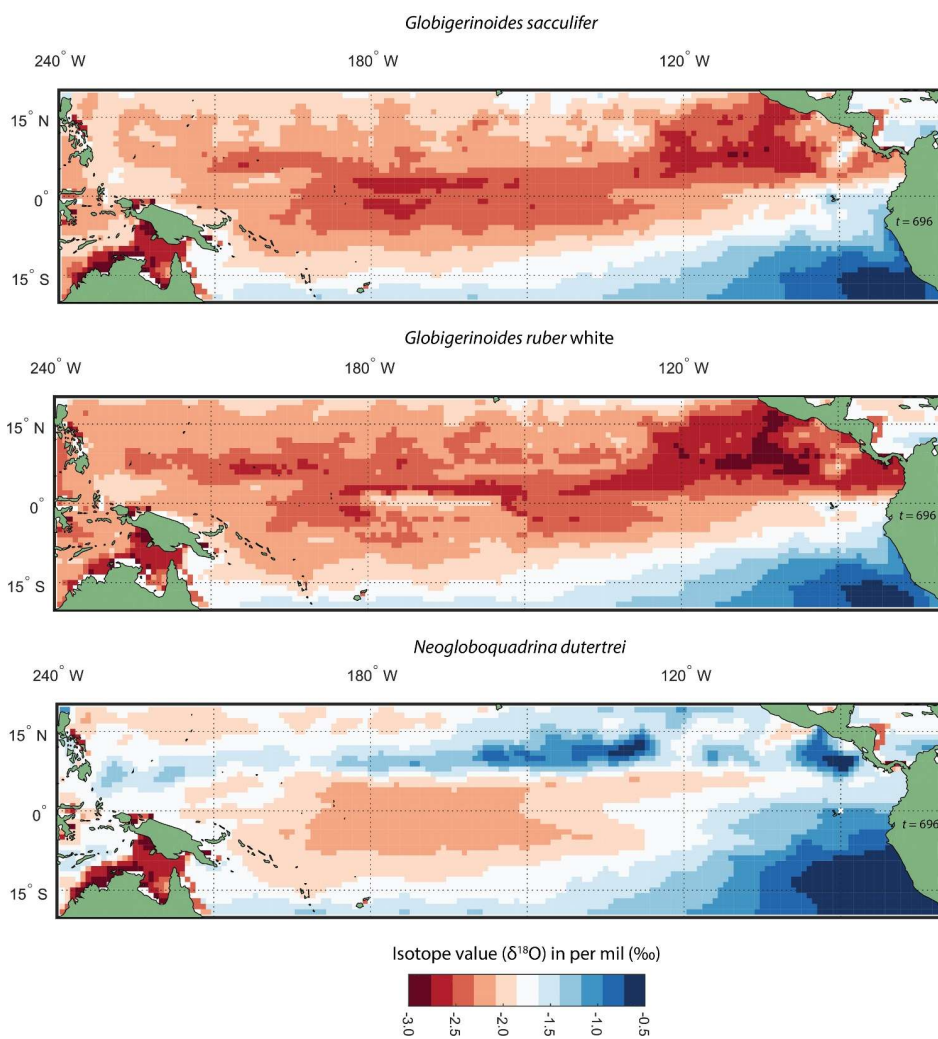 Globigerinoides sacculifer
240° W 180° W 120° W
15° N
0°
t = 696
15° S
Globigerinoides ruber white
240° W 180° W 120° W
15° N
0°
t = 696
15° S
Neogloboquadrina dutertrei
240° W 180° W 120° W
15° N
0°
t = 696
15° S
Isotope value (δ¹⁸O) in per mil (‰)
-3.0 -2.5 -2.0 -1.5 -1.0 -0.5